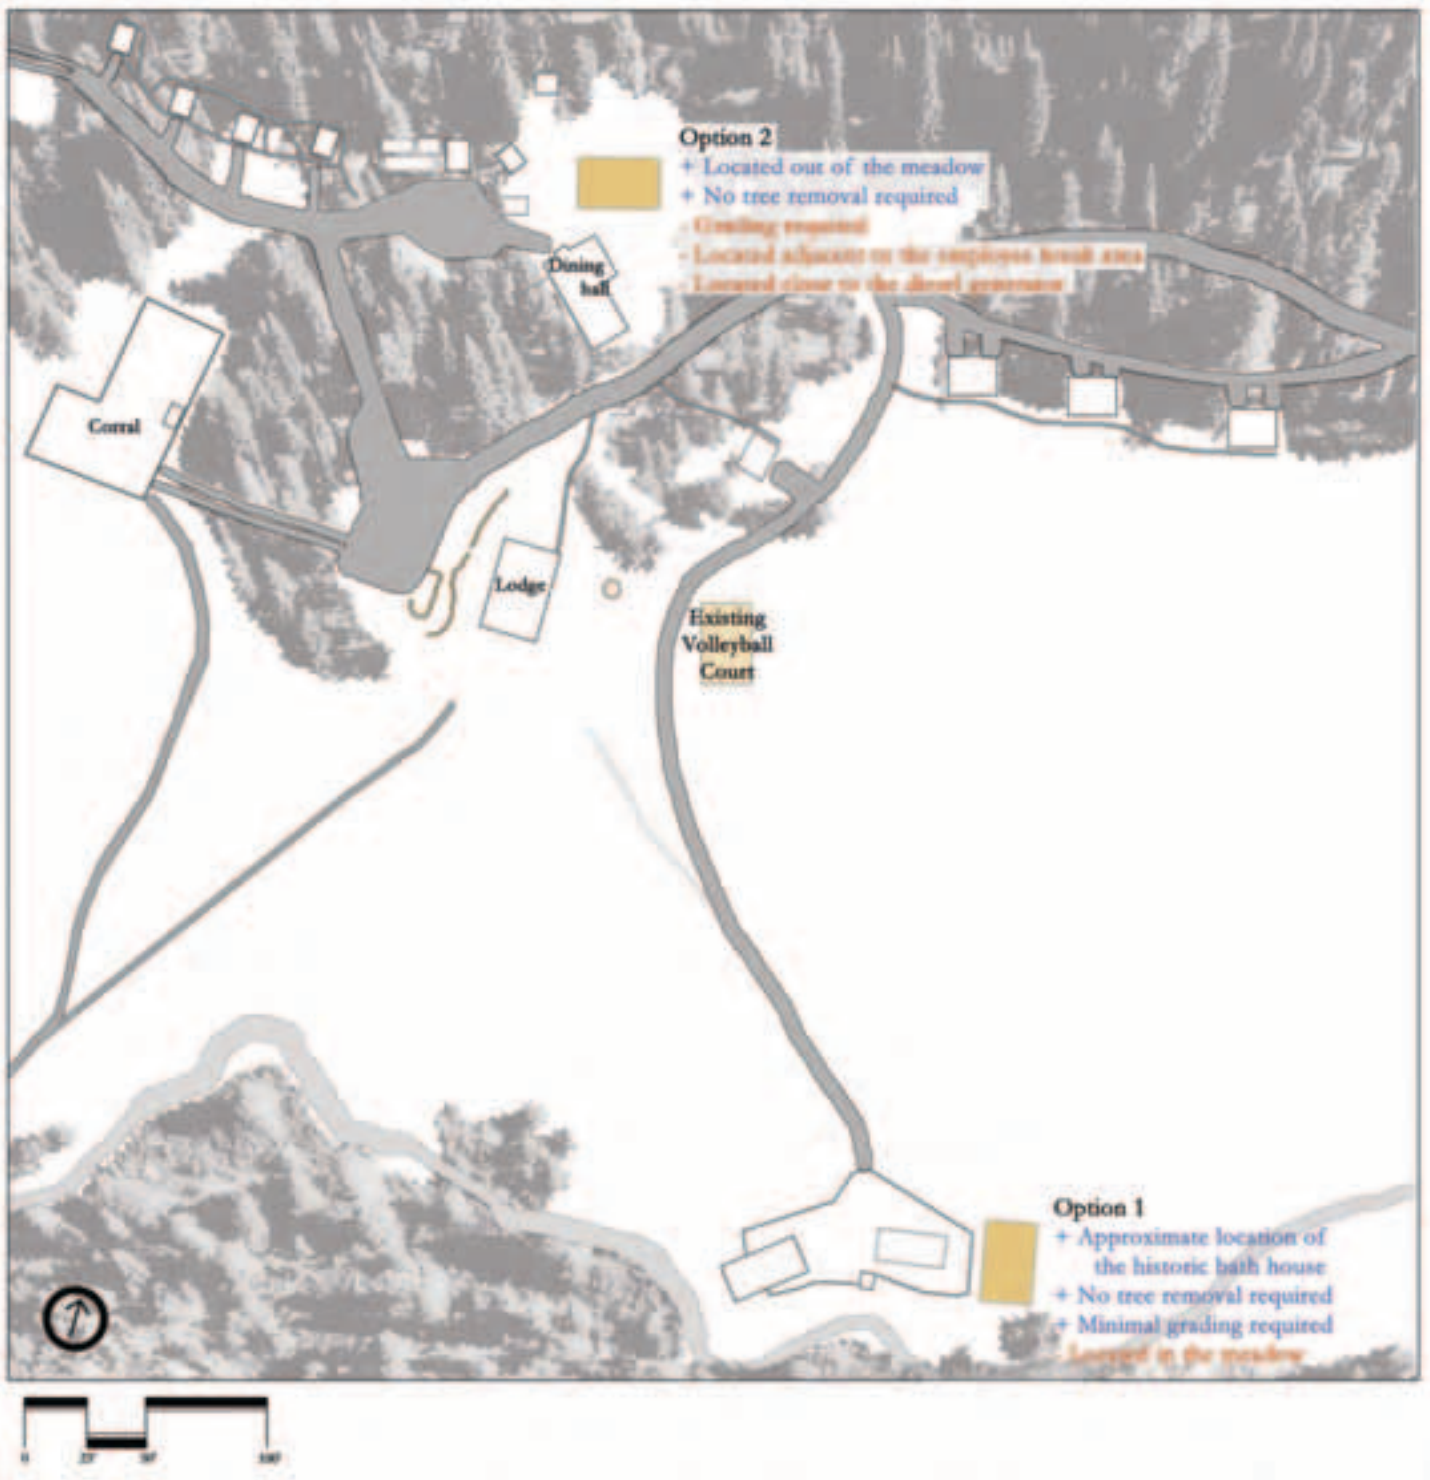 Option 2
+ Located out of the meadow
+ No tree removal required
- Grading required
- Located adjacent to the employee break area
- Located close to the diesel generator
Dining
hall
Corral
Lodge
Existing
Volleyball
Court
Option 1
+ Approximate location of
the historic bath house
+ No tree removal required
+ Minimal grading required
- Located in the meadow
0 25' 50' 100'